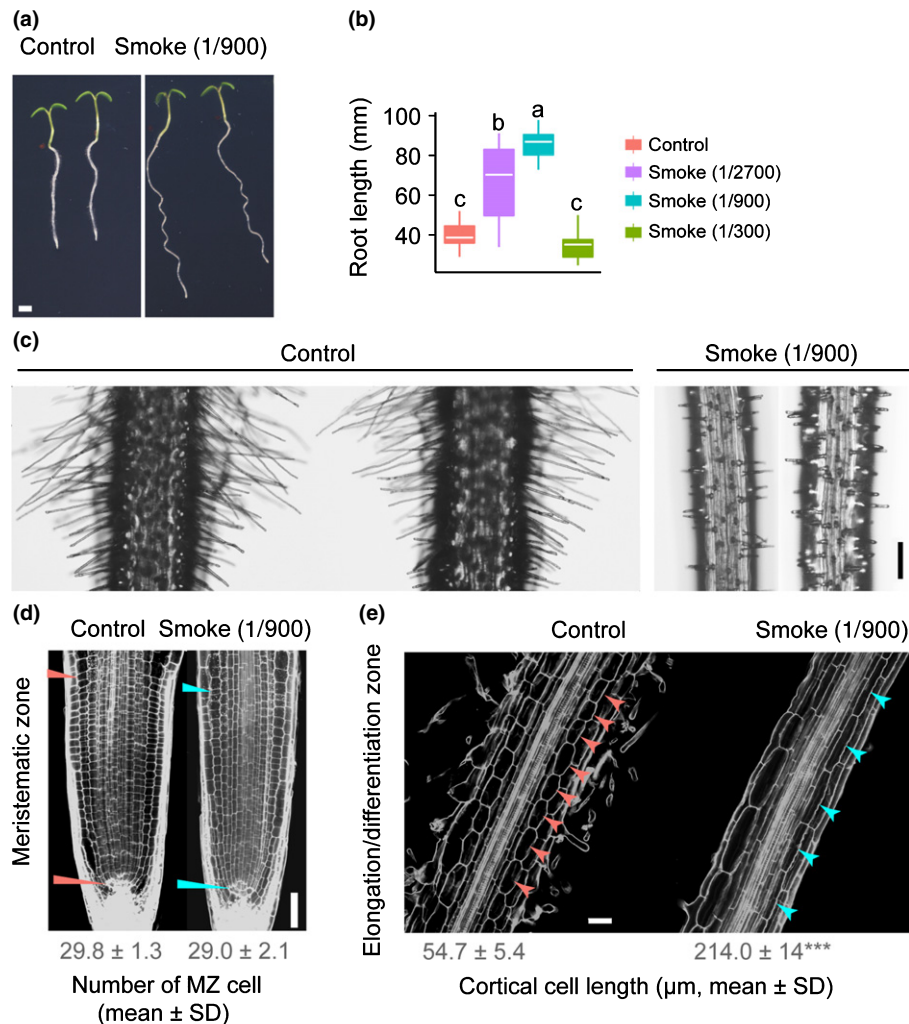 (a)
Control Smoke (1/900)
(b)
Root length (mm)
100
80
60
40
c
b
a
c
Control
Smoke (1/2700)
Smoke (1/900)
Smoke (1/300)
(c)
Control
Smoke (1/900)
(d)
Control Smoke (1/900)
Meristematic zone
29.8 ± 1.3
29.0 ± 2.1
Number of MZ cell
(mean ± SD)
(e)
Control
Smoke (1/900)
Elongation/differentiation zone
54.7 ± 5.4
214.0 ± 14***
Cortical cell length (µm, mean ± SD)